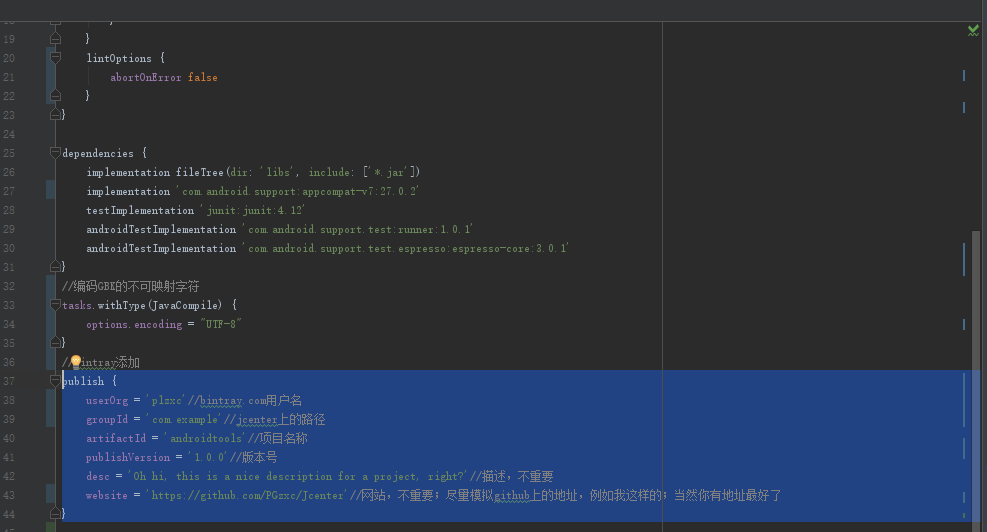 18 }
19 }
20 lintOptions {
21 abortOnError false
22 }
23 }
24
25 dependencies {
26 implementation fileTree(dir: 'libs', include: ['*.jar'])
27 implementation 'com.android.support:appcompat-v7:27.0.2'
28 testImplementation 'junit:junit:4.12'
29 androidTestImplementation 'com.android.support.test:runner:1.0.1'
30 androidTestImplementation 'com.android.support.test.espresso:espresso-core:3.0.1'
31 }
32 //编码GBK的不可映射字符
33 tasks.withType(JavaCompile) {
34 options.encoding = "UTF-8"
35 }
36 //bintray添加
37 publish {
38 userOrg = 'plzxc'//bintray.com用户名
39 groupId = 'com.example'//jcenter上的路径
40 artifactId = 'androidtools'//项目名称
41 publishVersion = '1.0.0'//版本号
42 desc = 'Oh hi, this is a nice description for a project, right?'//描述，不重要
43 website = 'https://github.com/PGzxc/Jcenter'//网站，不重要；尽量模拟github上的地址，例如我这样的；当然你有地址最好了
44 }